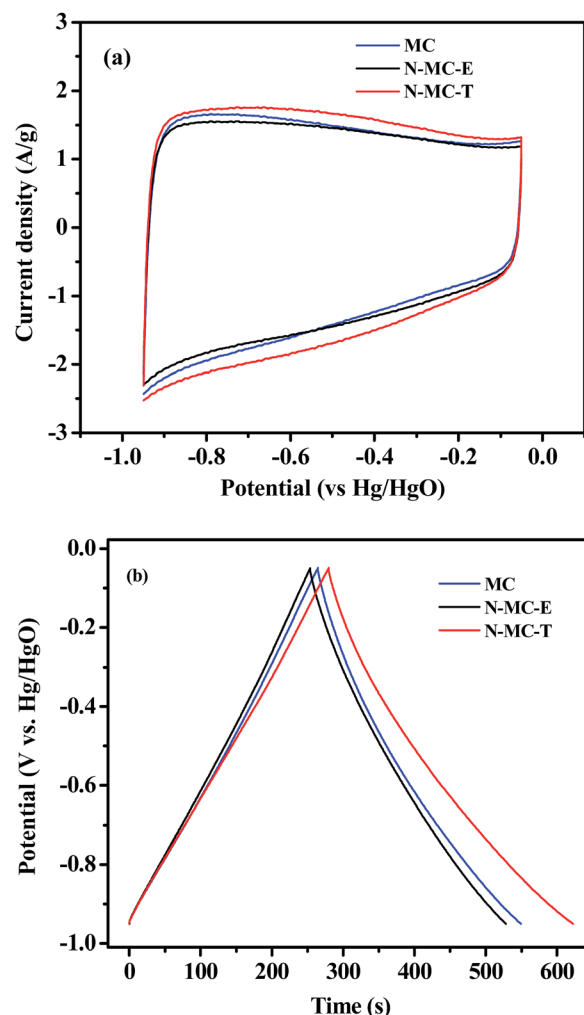 (a)
MC
N-MC-E
N-MC-T
3
2
1
0
-1
-2
-3
Current density (A/g)
-1.0 -0.8 -0.6 -0.4 -0.2 0.0
Potential (vs Hg/HgO)
(b)
MC
N-MC-E
N-MC-T
0.0
-0.2
-0.4
-0.6
-0.8
-1.0
Potential (V vs. Hg/HgO)
0 100 200 300 400 500 600
Time (s)